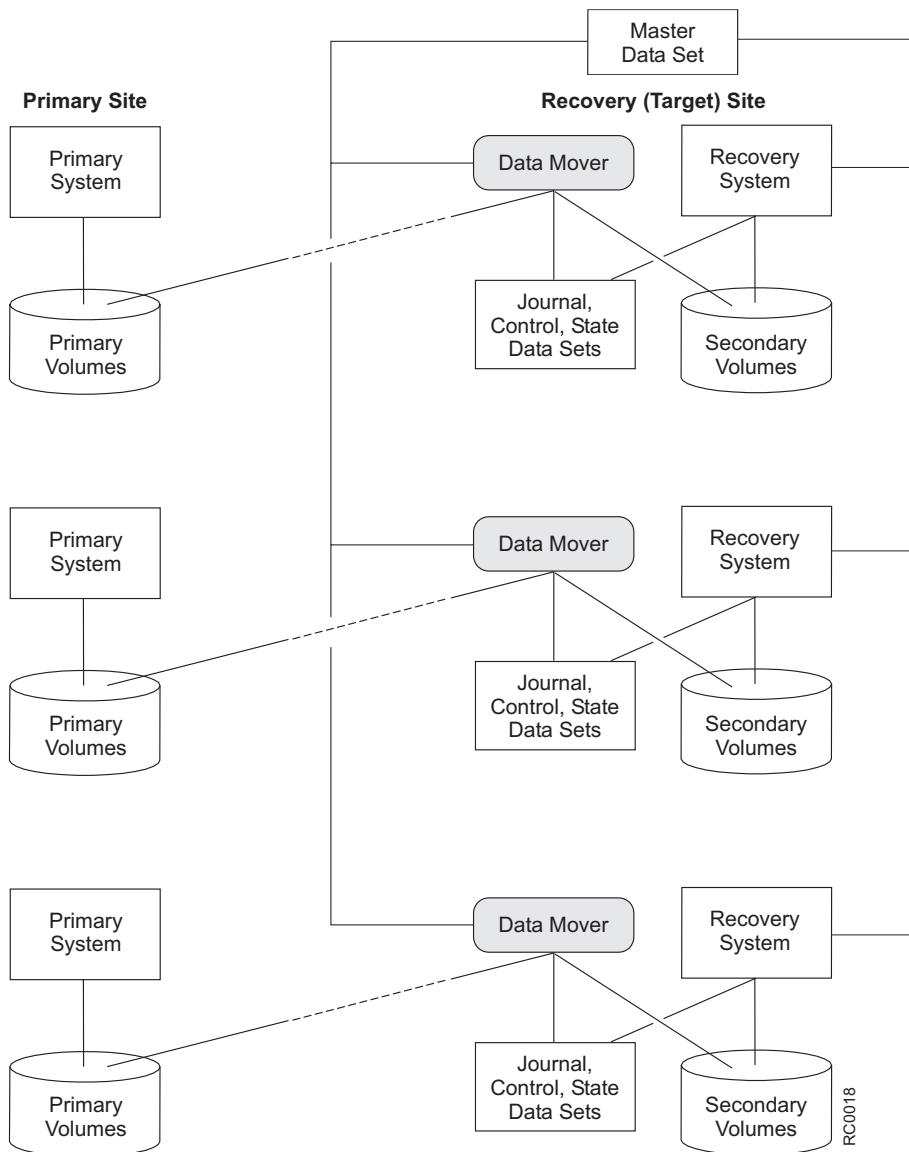 Master
Data Set
Primary Site
Recovery (Target) Site
Primary
System
Data Mover
Recovery
System
Primary
Volumes
Journal,
Control, State
Data Sets
Secondary
Volumes
Primary
System
Data Mover
Recovery
System
Primary
Volumes
Journal,
Control, State
Data Sets
Secondary
Volumes
Primary
System
Data Mover
Recovery
System
Primary
Volumes
Journal,
Control, State
Data Sets
Secondary
Volumes
RC0018